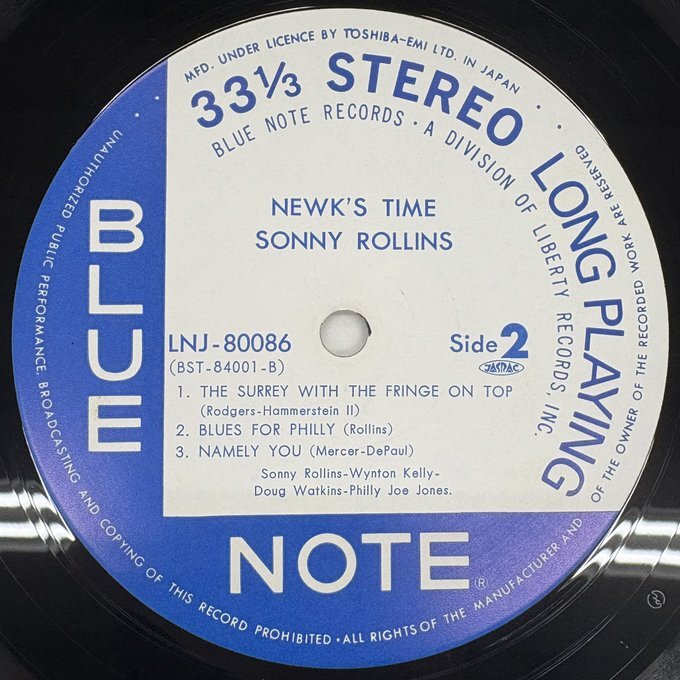 MFD. UNDER LICENCE BY TOSHIBA-EMI LTD. IN JAPAN
33⅓ STEREO LONG PLAYING
BLUE NOTE RECORDS · A DIVISION OF LIBERTY RECORDS, INC.
NEWK'S TIME
SONNY ROLLINS
LNJ-80086
(BST-84001-B)
Side 2
JASRAC
1. THE SURREY WITH THE FRINGE ON TOP
(Rodgers-Hammerstein II)
2. BLUES FOR PHILLY (Rollins)
3. NAMELY YOU (Mercer-DePaul)
Sonny Rollins-Wynton Kelly-
Doug Watkins-Philly Joe Jones.
BLUE
NOTE®
UNAUTHORIZED PUBLIC PERFORMANCE, BROADCASTING AND COPYING OF THIS RECORD PROHIBITED · ALL RIGHTS OF THE MANUFACTURER AND OF THE OWNER OF THE RECORDED WORK ARE RESERVED